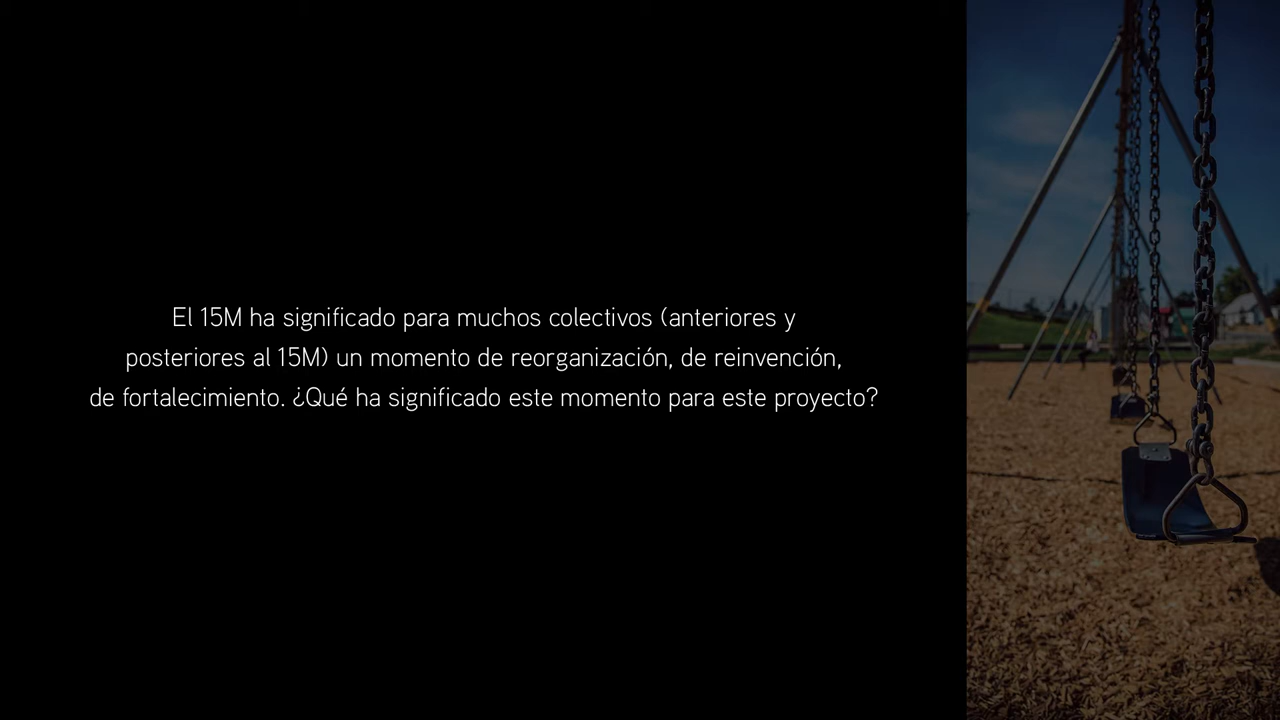 El 15M ha significado para muchos colectivos (anteriores y
posteriores al 15M) un momento de reorganización, de reinvención,
de fortalecimiento. ¿Qué ha significado este momento para este proyecto?